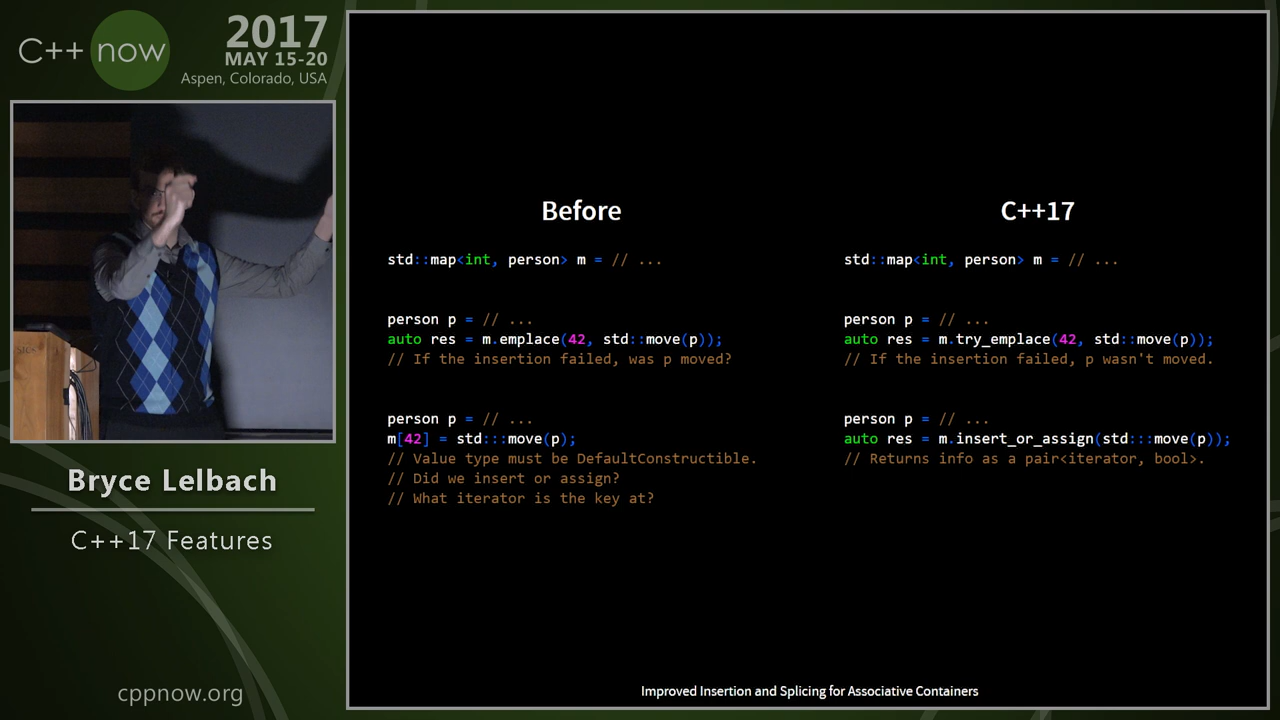 C++ now
2017
MAY 15-20
Aspen, Colorado, USA
Bryce Lelbach
C++17 Features
cppnow.org
Before
std::map<int, person> m = // ...
person p = // ...
auto res = m.emplace(42, std::move(p));
// If the insertion failed, was p moved?
person p = // ...
m[42] = std:::move(p);
// Value type must be DefaultConstructible.
// Did we insert or assign?
// What iterator is the key at?
C++17
std::map<int, person> m = // ...
person p = // ...
auto res = m.try_emplace(42, std::move(p));
// If the insertion failed, p wasn't moved.
person p = // ...
auto res = m.insert_or_assign(std:::move(p));
// Returns info as a pair<iterator, bool>.
Improved Insertion and Splicing for Associative Containers